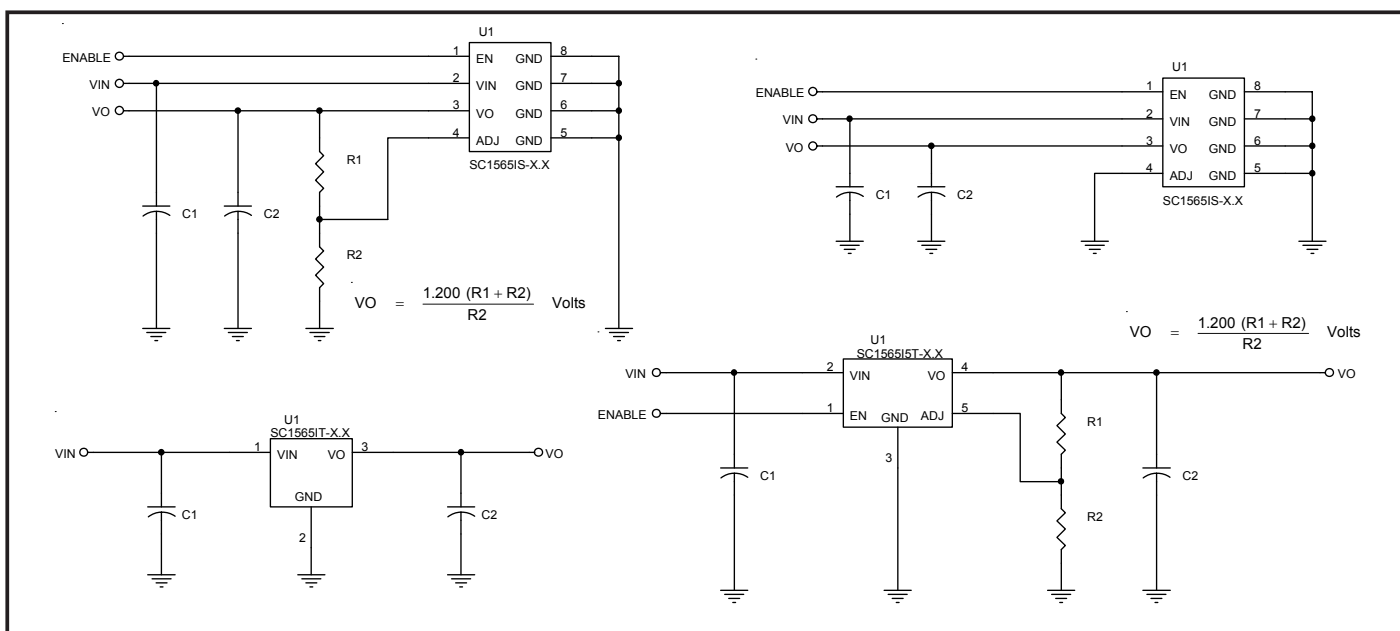 U1
ENABLE 1 EN GND 8
VIN 2 VIN GND 7
VO 3 VO GND 6
4 ADJ GND 5
SC1565IS-X.X
R1
C1 C2
R2
VO = 1.200 (R1 + R2) / R2 Volts
U1
ENABLE 1 EN GND 8
VIN 2 VIN GND 7
VO 3 VO GND 6
4 ADJ GND 5
SC1565IS-X.X
C1 C2
U1
SC1565IT-X.X
VIN 1 VIN VO 3 VO
GND
C1 2 C2
VO = 1.200 (R1 + R2) / R2 Volts
U1
SC1565I5T-X.X
VIN 2 VIN VO 4 VO
ENABLE 1 EN GND ADJ 5
R1
3
C1 C2
R2